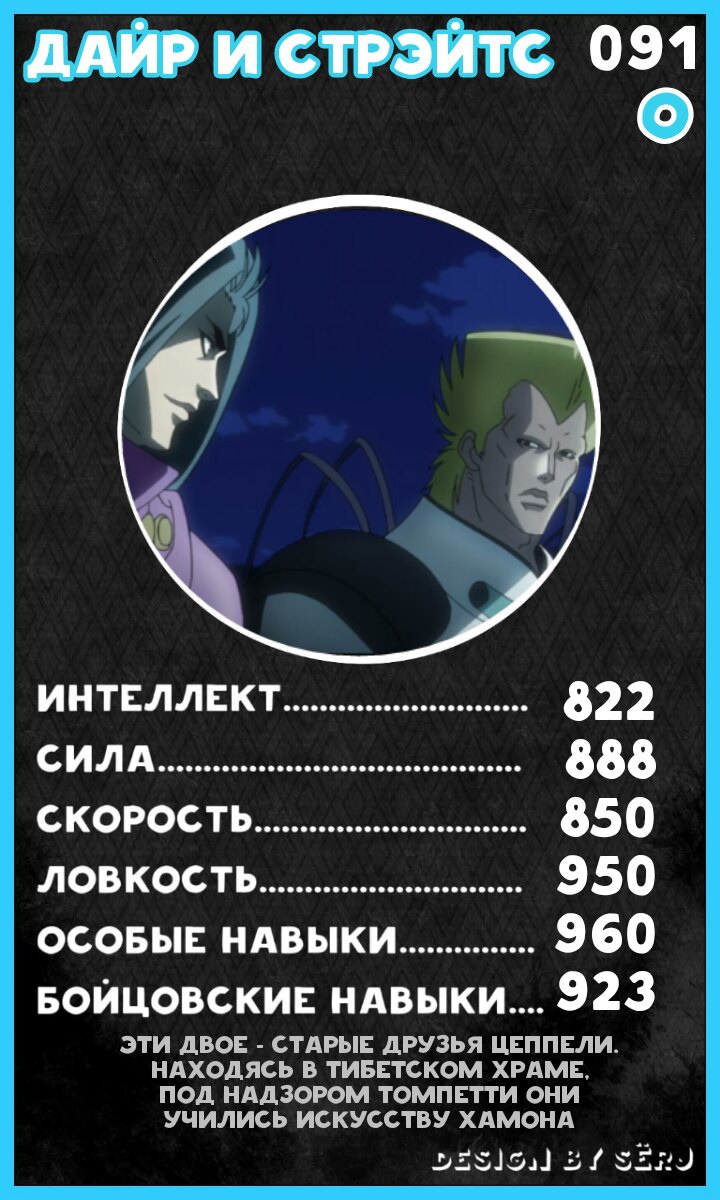 ДАЙР И СТРЭЙТС 091
O
ИНТЕЛЛЕКТ........................... 822
СИЛА........................................ 888
СКОРОСТЬ.............................. 850
ЛОВКОСТЬ............................. 950
ОСОБЫЕ НАВЫКИ............... 960
БОЙЦОВСКИЕ НАВЫКИ.... 923
ЭТИ ДВОЕ - СТАРЫЕ ДРУЗЬЯ ЦЕППЕЛИ.
НАХОДЯСЬ В ТИБЕТСКОМ ХРАМЕ,
ПОД НАДЗОРОМ ТОМПЕТТИ ОНИ
УЧИЛИСЬ ИСКУССТВУ ХАМОНА
DESIGN BY SЁRJ